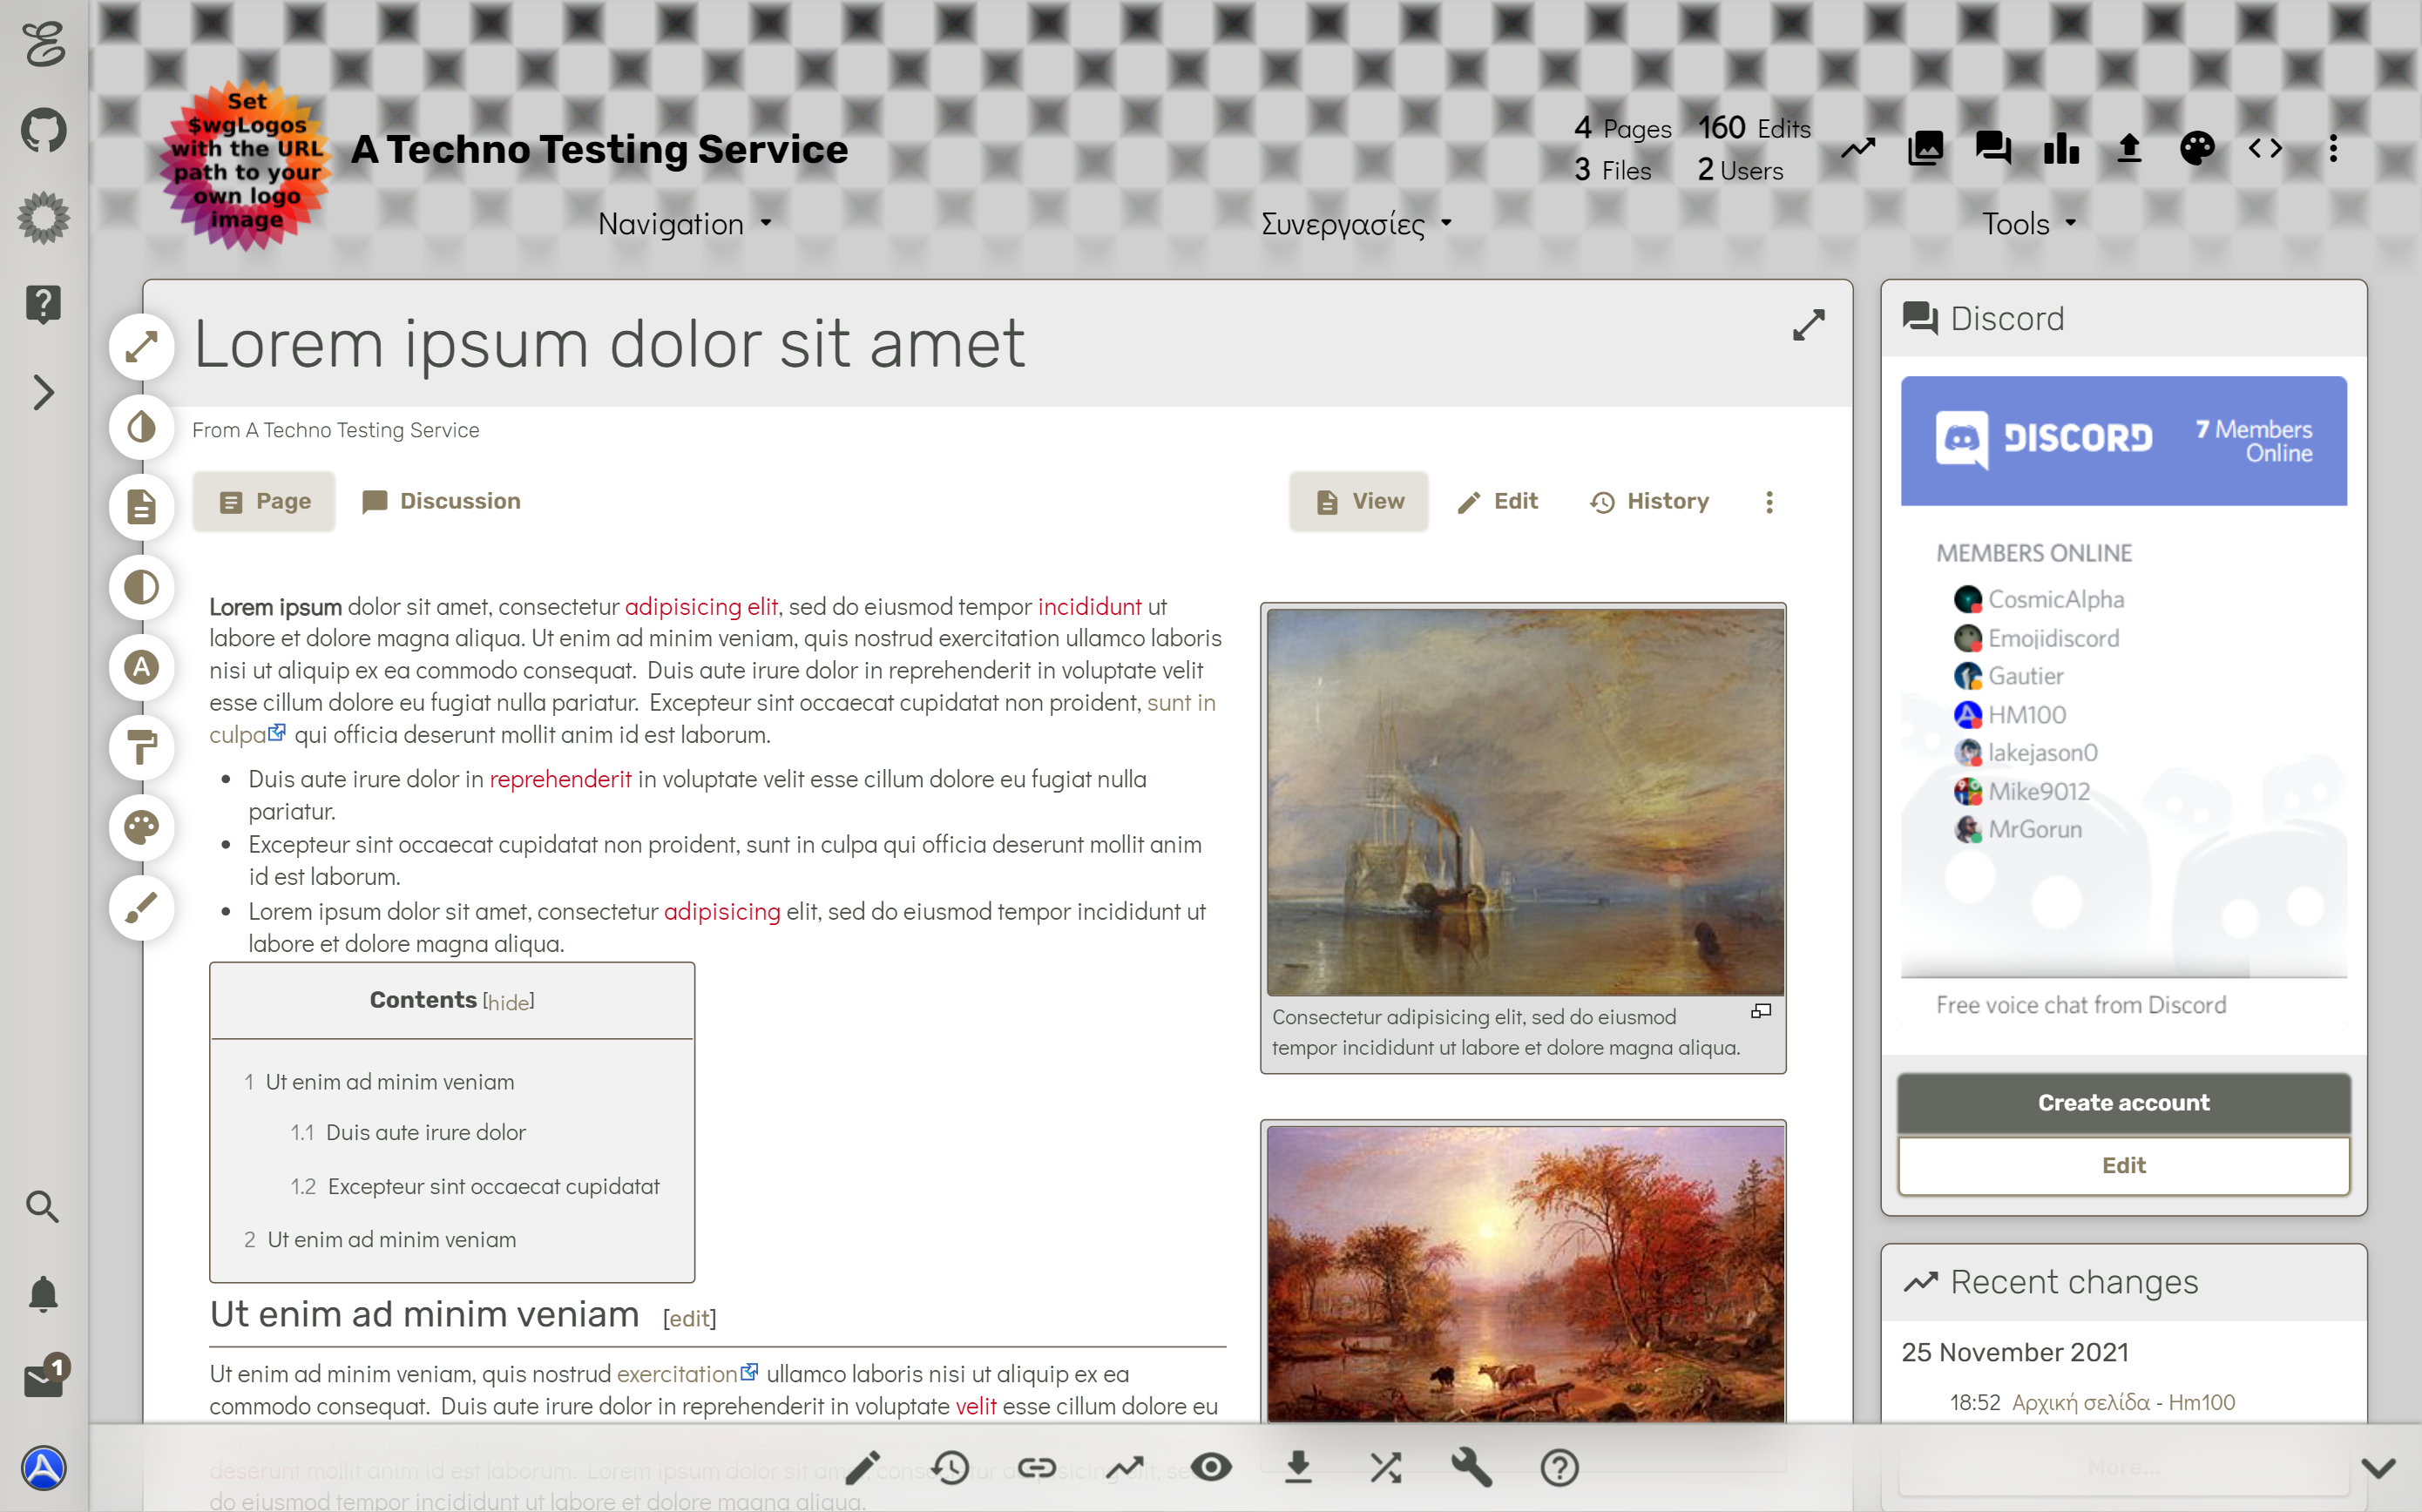 Set
$wgLogos
with the URL
path to your
own logo
image
A Techno Testing Service
4 Pages 160 Edits
3 Files 2 Users
Navigation
Συνεργασίες
Tools
Lorem ipsum dolor sit amet
From A Techno Testing Service
Page Discussion
View Edit History
Lorem ipsum dolor sit amet, consectetur adipisicing elit, sed do eiusmod tempor incididunt ut
labore et dolore magna aliqua. Ut enim ad minim veniam, quis nostrud exercitation ullamco laboris
nisi ut aliquip ex ea commodo consequat. Duis aute irure dolor in reprehenderit in voluptate velit
esse cillum dolore eu fugiat nulla pariatur. Excepteur sint occaecat cupidatat non proident, sunt in
culpa qui officia deserunt mollit anim id est laborum.
Duis aute irure dolor in reprehenderit in voluptate velit esse cillum dolore eu fugiat nulla
pariatur.
Excepteur sint occaecat cupidatat non proident, sunt in culpa qui officia deserunt mollit anim
id est laborum.
Lorem ipsum dolor sit amet, consectetur adipisicing elit, sed do eiusmod tempor incididunt ut
labore et dolore magna aliqua.
Contents [hide]
1 Ut enim ad minim veniam
1.1 Duis aute irure dolor
1.2 Excepteur sint occaecat cupidatat
2 Ut enim ad minim veniam
Ut enim ad minim veniam [edit]
Ut enim ad minim veniam, quis nostrud exercitation ullamco laboris nisi ut aliquip ex ea
commodo consequat. Duis aute irure dolor in reprehenderit in voluptate velit esse cillum dolore eu
deserunt mollit anim id est laborum. Lorem ipsum dolor sit amet, consectetur adipisicing elit, sed
do eiusmod tempor incididunt ut labore et dolore magna aliqua.
Consectetur adipisicing elit, sed do eiusmod
tempor incididunt ut labore et dolore magna aliqua.
Discord
DISCORD
7 Members
Online
MEMBERS ONLINE
CosmicAlpha
Emojidiscord
Gautier
HM100
lakejason0
Mike9012
MrGorun
Free voice chat from Discord
Create account
Edit
Recent changes
25 November 2021
18:52 Αρχική σελίδα - Hm100
More...
1
A